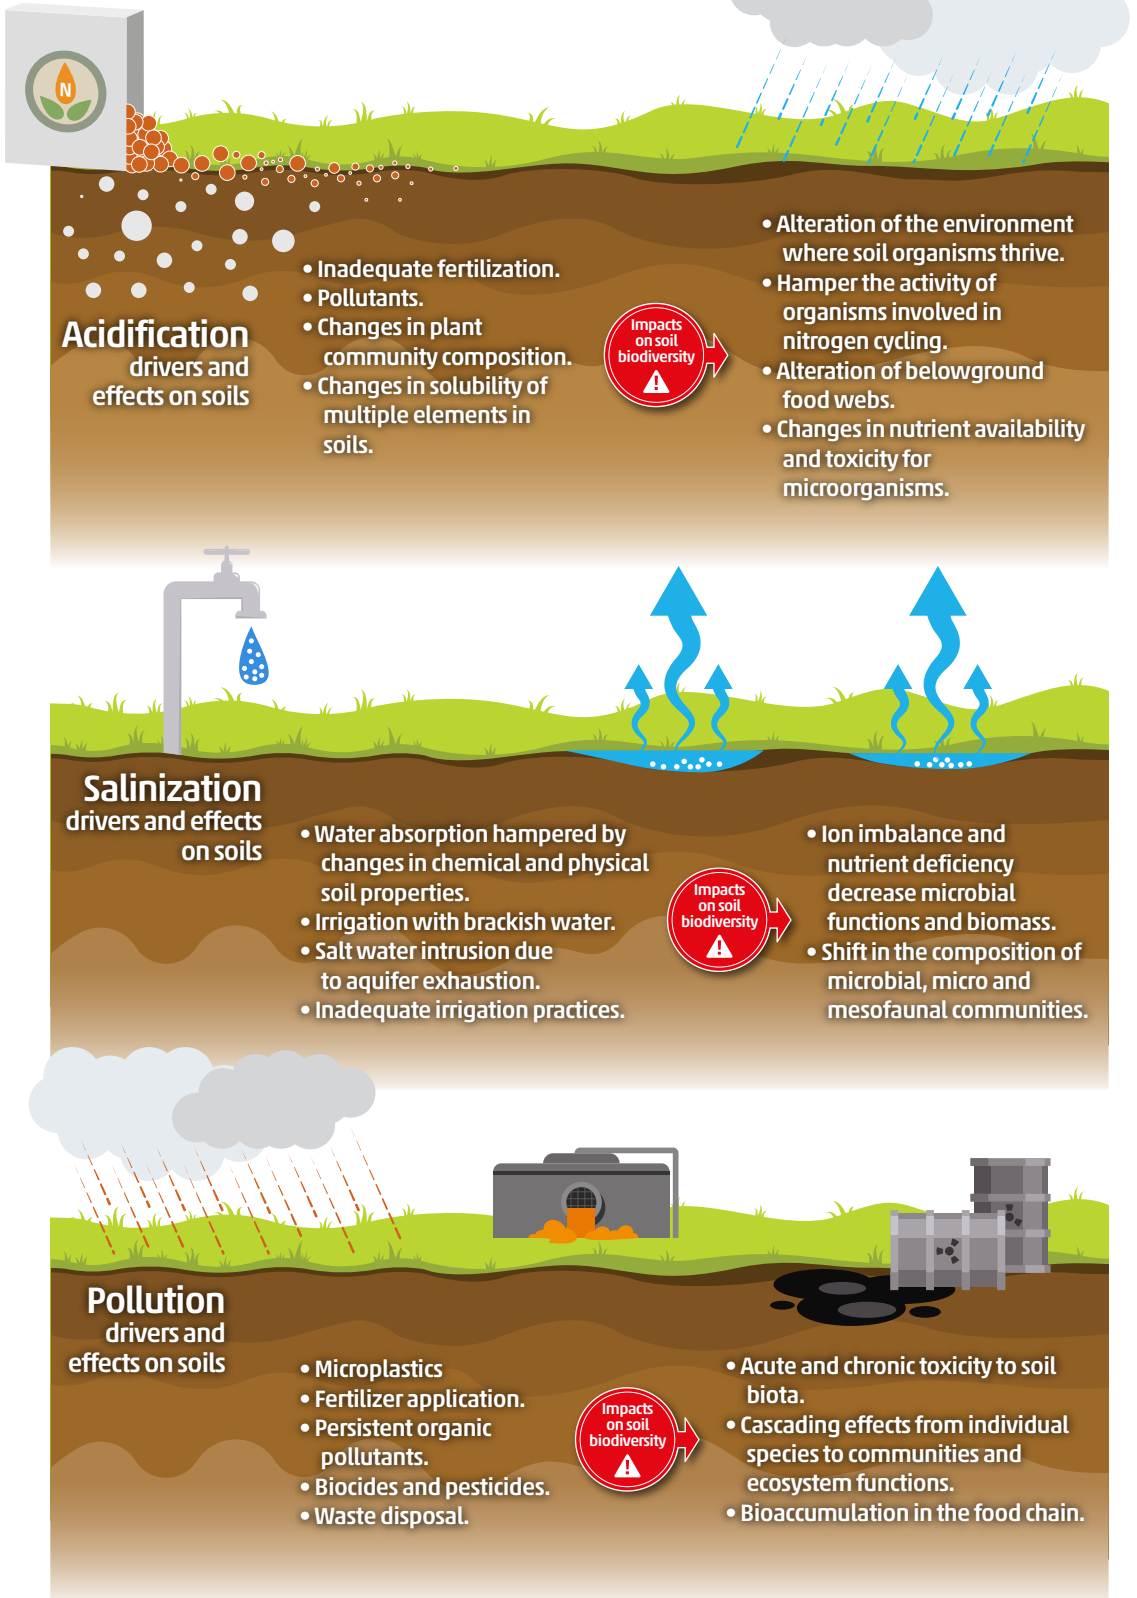 N
Acidification
drivers and
effects on soils
• Inadequate fertilization.
• Pollutants.
• Changes in plant
community composition.
• Changes in solubility of
multiple elements in
soils.
Impacts
on soil
biodiversity
• Alteration of the environment
where soil organisms thrive.
• Hamper the activity of
organisms involved in
nitrogen cycling.
• Alteration of belowground
food webs.
• Changes in nutrient availability
and toxicity for
microorganisms.
Salinization
drivers and effects
on soils
• Water absorption hampered by
changes in chemical and physical
soil properties.
• Irrigation with brackish water.
• Salt water intrusion due
to aquifer exhaustion.
• Inadequate irrigation practices.
Impacts
on soil
biodiversity
• Ion imbalance and
nutrient deficiency
decrease microbial
functions and biomass.
• Shift in the composition of
microbial, micro and
mesofaunal communities.
Pollution
drivers and
effects on soils
• Microplastics
• Fertilizer application.
• Persistent organic
pollutants.
• Biocides and pesticides.
• Waste disposal.
Impacts
on soil
biodiversity
• Acute and chronic toxicity to soil
biota.
• Cascading effects from individual
species to communities and
ecosystem functions.
• Bioaccumulation in the food chain.